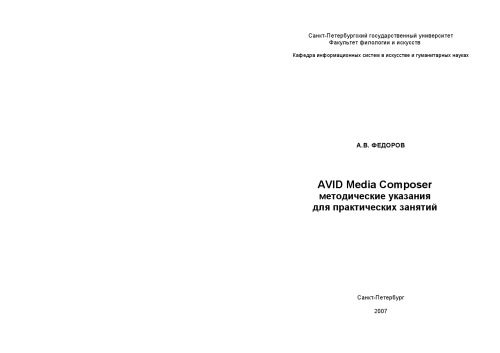 Санкт-Петербургский государственный университет
Факультет филологии и искусств
Кафедра информационных систем в искусстве и гуманитарных науках
А.В. ФЕДОРОВ
AVID Media Composer
методические указания
для практических занятий
Санкт-Петербург
2007